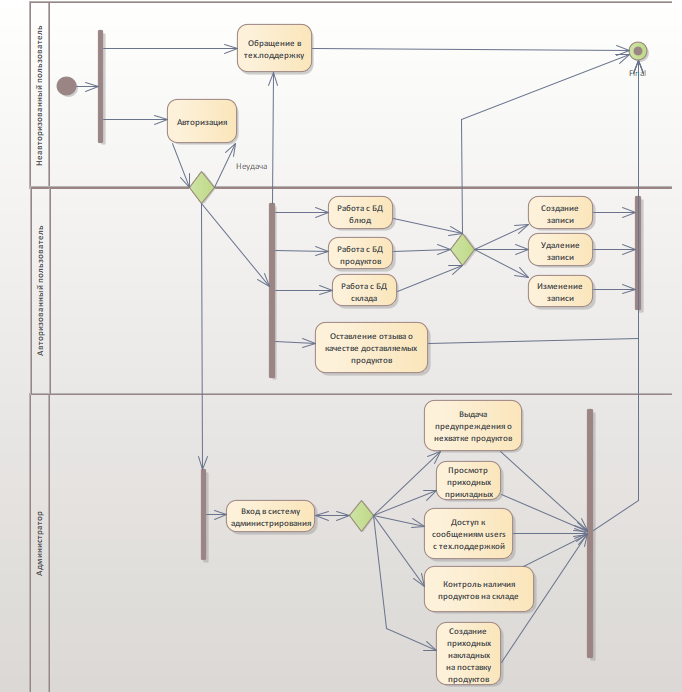 Неавторизованный пользователь
Обращение в
тех.поддержку
Final
Авторизация
Неудача
Авторизованный пользователь
Работа с БД
блюд
Работа с БД
продуктов
Работа с БД
склада
Оставление отзыва о
качестве доставляемых
продуктов
Создание
записи
Удаление
записи
Изменение
записи
Администратор
Вход в систему
администрирования
Выдача
предупреждения о
нехватке продуктов
Просмотр
приходных
прикладных
Доступ к
сообщениям users
с тех.поддержкой
Контроль наличия
продуктов на складе
Создание
приходных
накладных
на поставку
продуктов